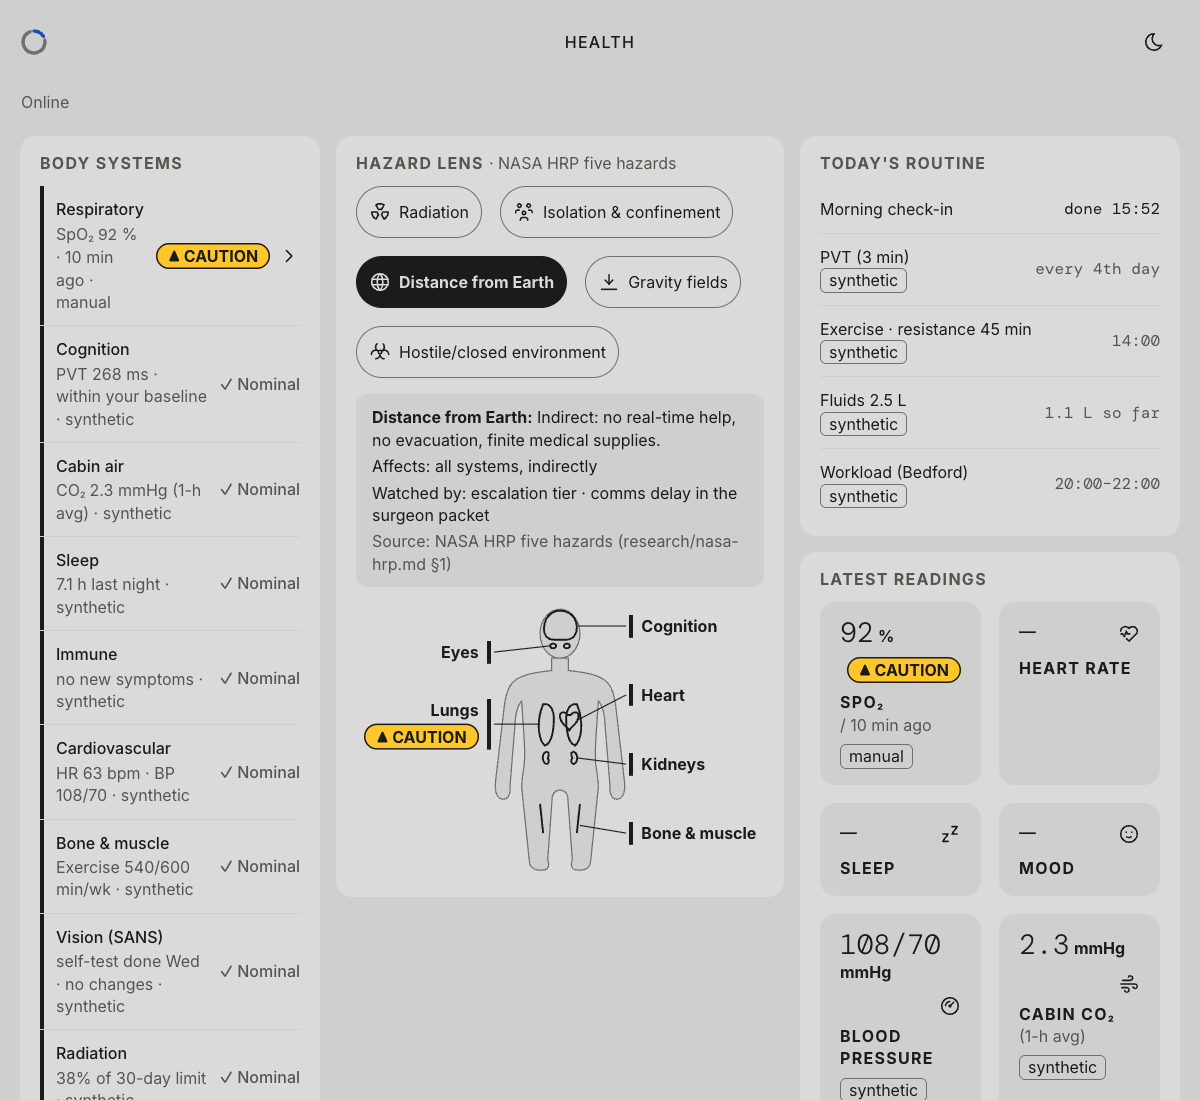 HEALTH
Online
BODY SYSTEMS
Respiratory
SpO₂ 92 %
· 10 min
ago ·
manual
CAUTION
Cognition
PVT 268 ms ·
within your baseline
· synthetic
Nominal
Cabin air
CO₂ 2.3 mmHg (1-h
avg) · synthetic
Nominal
Sleep
7.1 h last night ·
synthetic
Nominal
Immune
no new symptoms ·
synthetic
Nominal
Cardiovascular
HR 63 bpm · BP
108/70 · synthetic
Nominal
Bone & muscle
Exercise 540/600
min/wk · synthetic
Nominal
Vision (SANS)
self-test done Wed
· no changes ·
synthetic
Nominal
Radiation
38% of 30-day limit
· synthetic
Nominal
HAZARD LENS · NASA HRP five hazards
Radiation
Isolation & confinement
Distance from Earth
Gravity fields
Hostile/closed environment
Distance from Earth: Indirect: no real-time help,
no evacuation, finite medical supplies.
Affects: all systems, indirectly
Watched by: escalation tier · comms delay in the
surgeon packet
Source: NASA HRP five hazards (research/nasa-
hrp.md §1)
Cognition
Eyes
Heart
Lungs
CAUTION
Kidneys
Bone & muscle
TODAY'S ROUTINE
Morning check-in
done 15:52
PVT (3 min)
synthetic
every 4th day
Exercise · resistance 45 min
synthetic
14:00
Fluids 2.5 L
synthetic
1.1 L so far
Workload (Bedford)
synthetic
20:00–22:00
LATEST READINGS
92 %
CAUTION
SPO₂
/ 10 min ago
manual
—
HEART RATE
—
zZ
SLEEP
—
MOOD
108/70
mmHg
BLOOD
PRESSURE
synthetic
2.3 mmHg
CABIN CO₂
(1-h avg)
synthetic